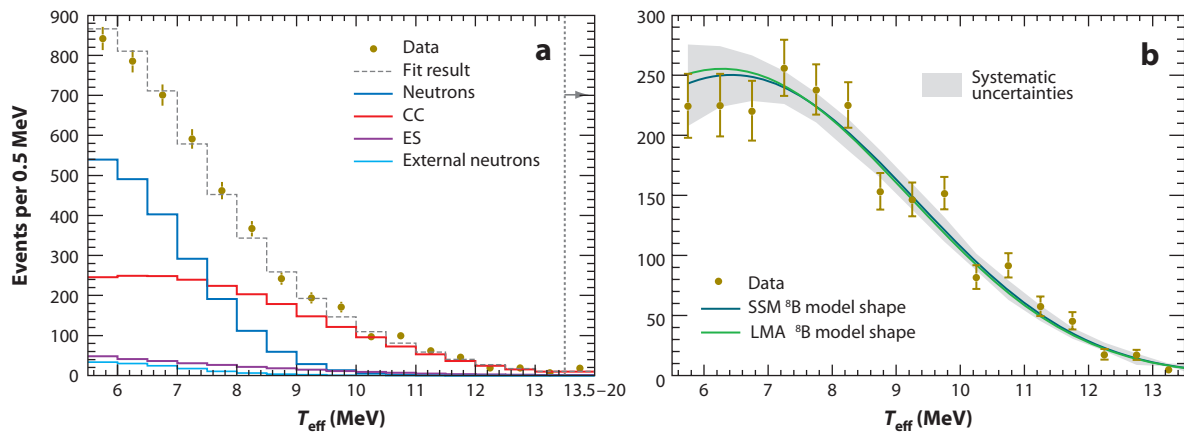 900
800
700
600
500
400
300
200
100
0
Events per 0.5 MeV
a
Data
Fit result
Neutrons
CC
ES
External neutrons
6 7 8 9 10 11 12 13 13.5−20
T_eff (MeV)
300
250
200
150
100
50
0
b
Systematic
uncertainties
Data
SSM ⁸B model shape
LMA ⁸B model shape
6 7 8 9 10 11 12 13
T_eff (MeV)